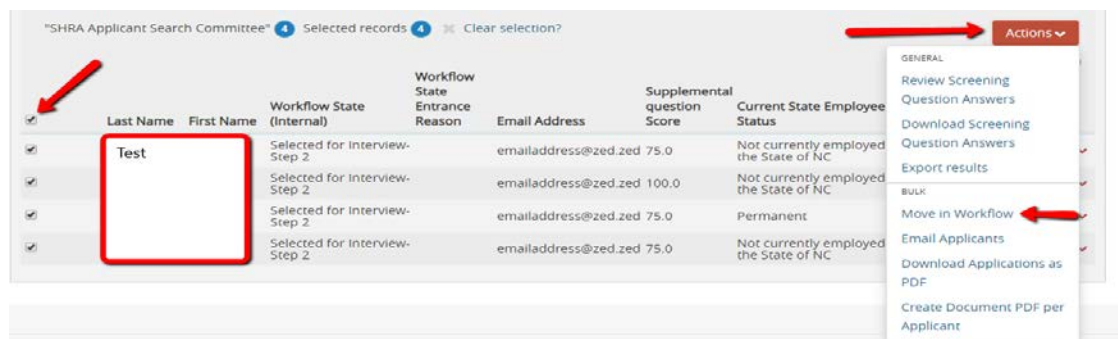 "SHRA Applicant Search Committee" 4 Selected records 4 × Clear selection?
Actions
Last Name First Name Workflow State (Internal) Workflow State Entrance Reason Email Address Supplemental question Score Current State Employee Status
Test
Selected for Interview-Step 2 emailaddress@zed.zed 75.0 Not currently employed the State of NC
Selected for Interview-Step 2 emailaddress@zed.zed 100.0 Not currently employed the State of NC
Selected for Interview-Step 2 emailaddress@zed.zed 75.0 Permanent
Selected for Interview-Step 2 emailaddress@zed.zed 75.0 Not currently employed the State of NC
GENERAL
Review Screening
Question Answers
Download Screening
Question Answers
Export results
BULK
Move in Workflow
Email Applicants
Download Applications as
PDF
Create Document PDF per
Applicant